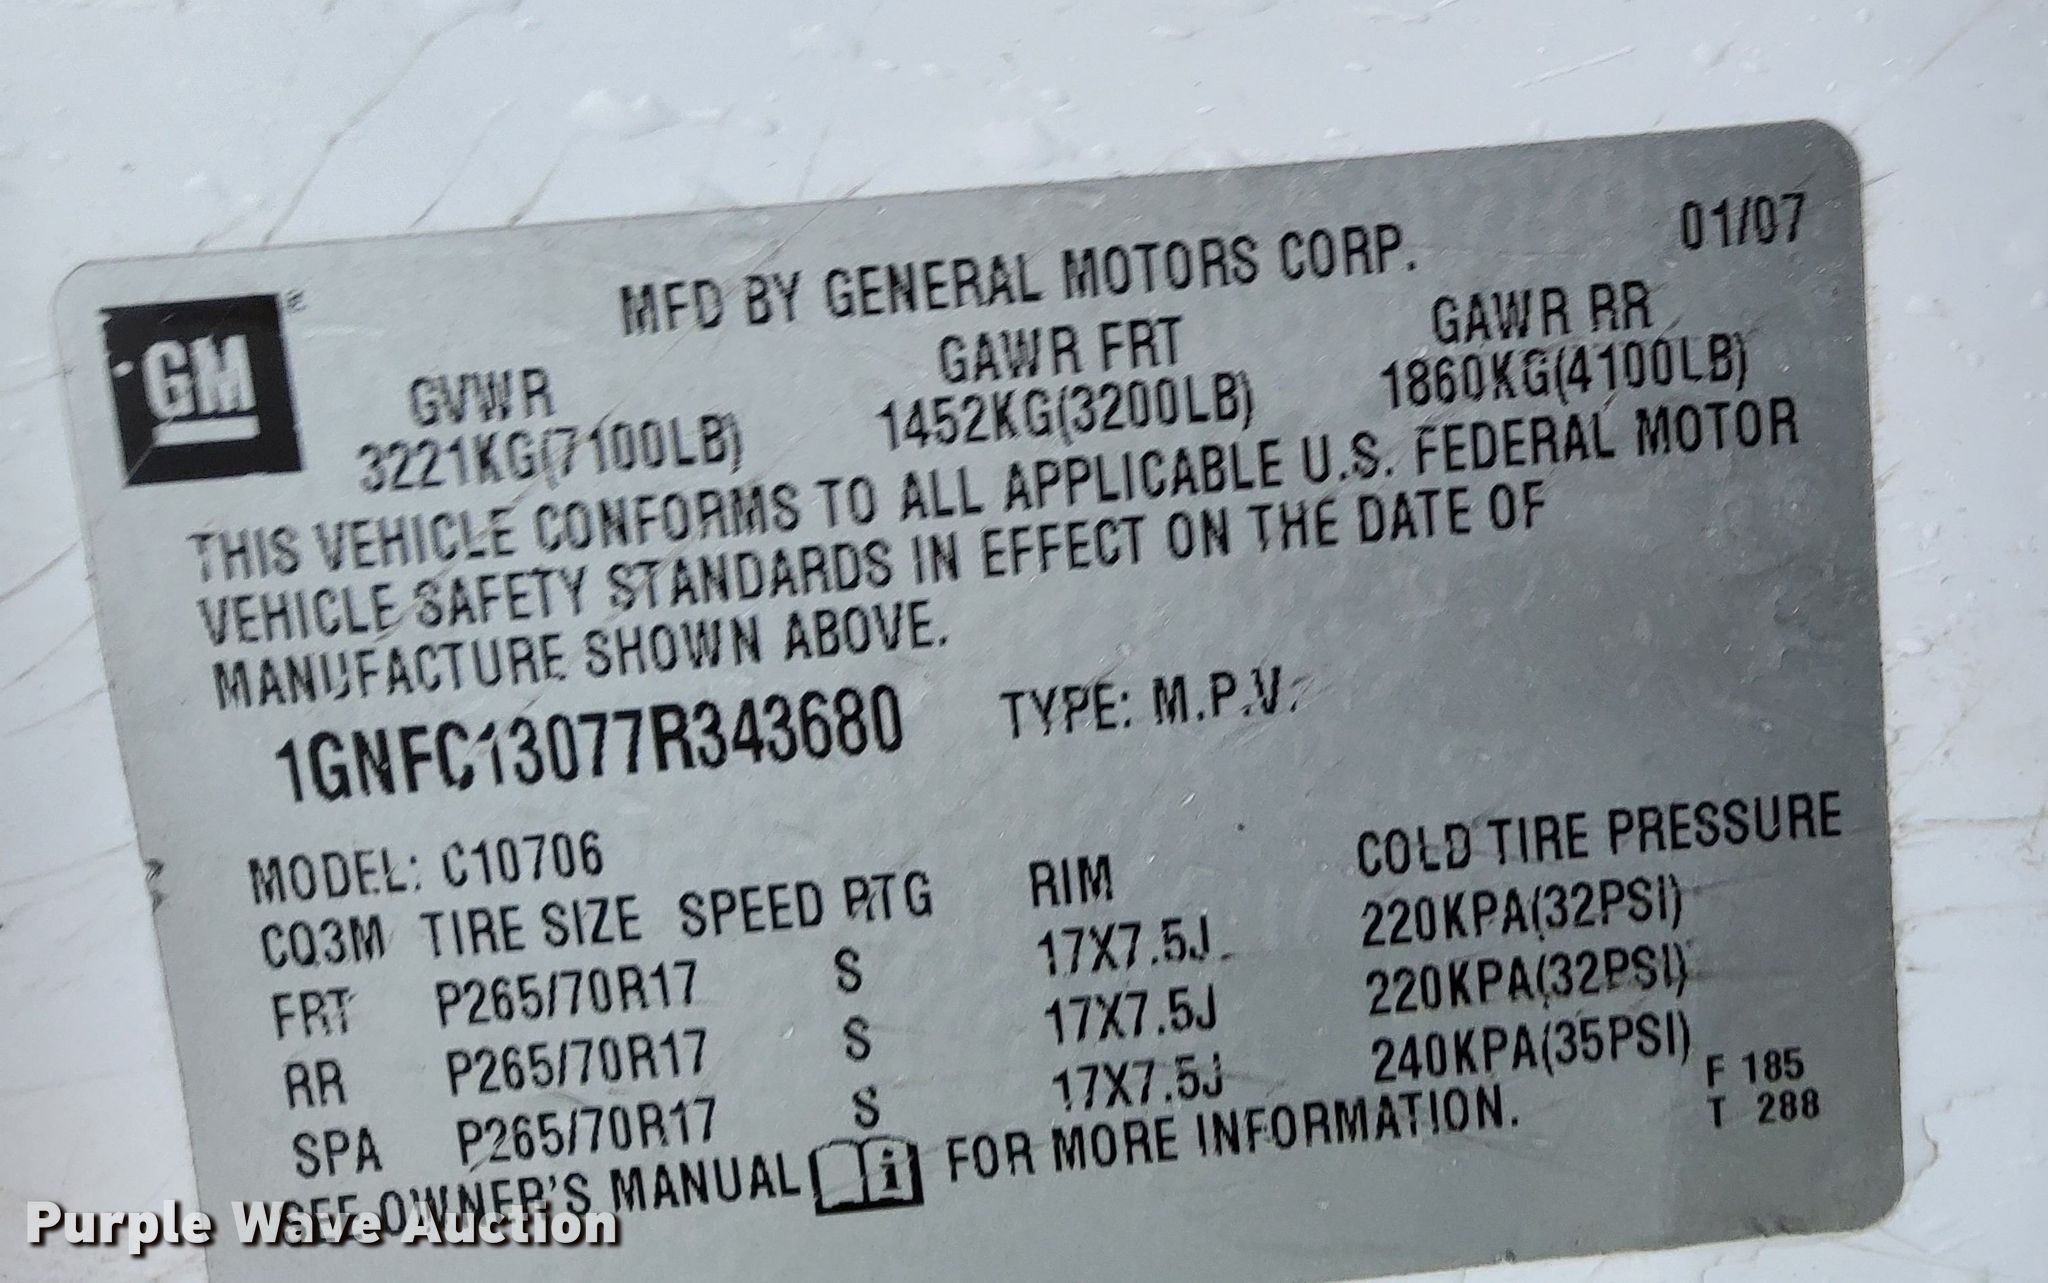 01/07
MFD BY GENERAL MOTORS CORP.
GM ®
GVWR GAWR FRT GAWR RR
3221KG(7100LB) 1452KG(3200LB) 1860KG(4100LB)
THIS VEHICLE CONFORMS TO ALL APPLICABLE U.S. FEDERAL MOTOR
VEHICLE SAFETY STANDARDS IN EFFECT ON THE DATE OF
MANUFACTURE SHOWN ABOVE.
1GNFC13077R343680 TYPE: M.P.V.
MODEL: C10706
CQ3M TIRE SIZE SPEED RTG RIM COLD TIRE PRESSURE
FRT P265/70R17 S 17X7.5J 220KPA(32PSI)
RR P265/70R17 S 17X7.5J 220KPA(32PSI)
SPA P265/70R17 S 17X7.5J 240KPA(35PSI)
SEE OWNER'S MANUAL i FOR MORE INFORMATION.
F 185
T 288
Purple Wave Auction